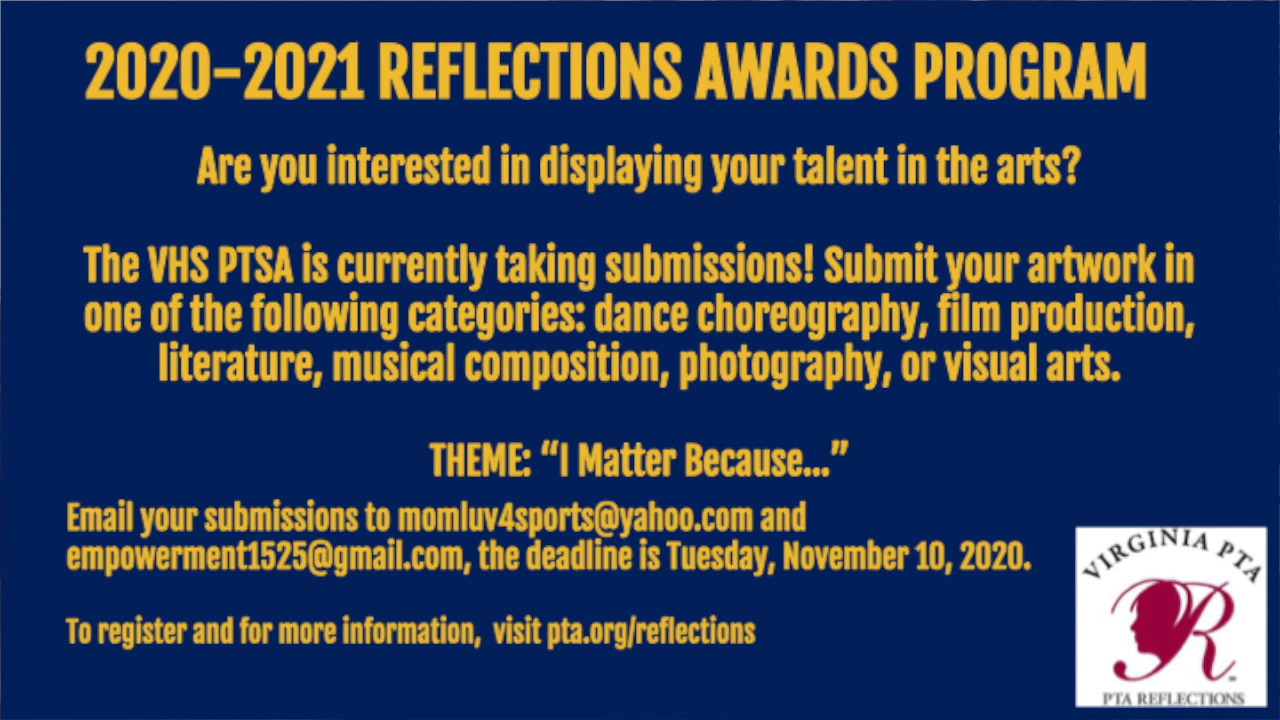 2020-2021 REFLECTIONS AWARDS PROGRAM
Are you interested in displaying your talent in the arts?
The VHS PTSA is currently taking submissions! Submit your artwork in
one of the following categories: dance choreography, film production,
literature, musical composition, photography, or visual arts.
THEME: “I Matter Because...”
Email your submissions to momluv4sports@yahoo.com and
empowerment1525@gmail.com, the deadline is Tuesday, November 10, 2020.
To register and for more information, visit pta.org/reflections
VIRGINIA PTA
R
PTA REFLECTIONS